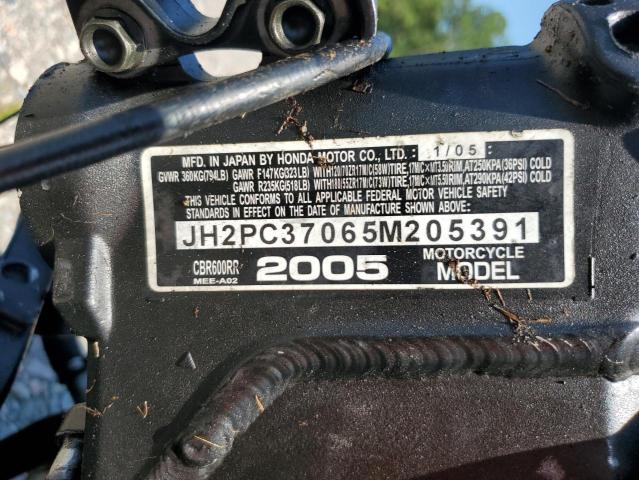 MFD. IN JAPAN BY HONDA MOTOR CO., LTD. 1/05
GVWR 360KG(794LB) GAWR F147KG(323LB) WITH120/70ZR17M/C(58W)TIRE,17M/C×MT3.50RIM,AT250KPA(36PSI) COLD
GAWR R235KG(518LB) WITH180/55ZR17M/C(73W)TIRE,17M/C×MT5.50RIM,AT290KPA(42PSI) COLD
THIS VEHICLE CONFORMS TO ALL APPLICABLE FEDERAL MOTOR VEHICLE SAFETY
STANDARDS IN EFFECT ON THE DATE OF MANUFACTURE SHOWN ABOVE.
JH2PC37065M205391
CBR600RR 2005 MOTORCYCLE
MEE-A02 MODEL